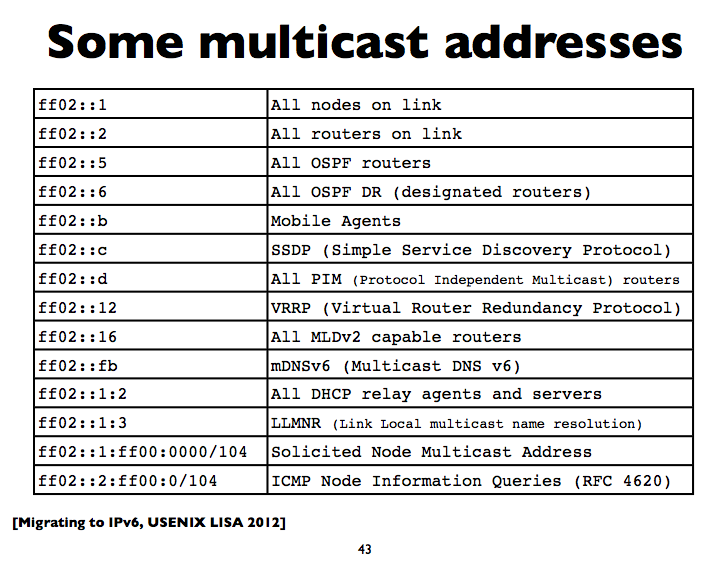 Some multicast addresses
ff02::1 All nodes on link
ff02::2 All routers on link
ff02::5 All OSPF routers
ff02::6 All OSPF DR (designated routers)
ff02::b Mobile Agents
ff02::c SSDP (Simple Service Discovery Protocol)
ff02::d All PIM (Protocol Independent Multicast) routers
ff02::12 VRRP (Virtual Router Redundancy Protocol)
ff02::16 All MLDv2 capable routers
ff02::fb mDNSv6 (Multicast DNS v6)
ff02::1:2 All DHCP relay agents and servers
ff02::1:3 LLMNR (Link Local multicast name resolution)
ff02::1:ff00:0000/104 Solicited Node Multicast Address
ff02::2:ff00:0/104 ICMP Node Information Queries (RFC 4620)
[Migrating to IPv6, USENIX LISA 2012]
43